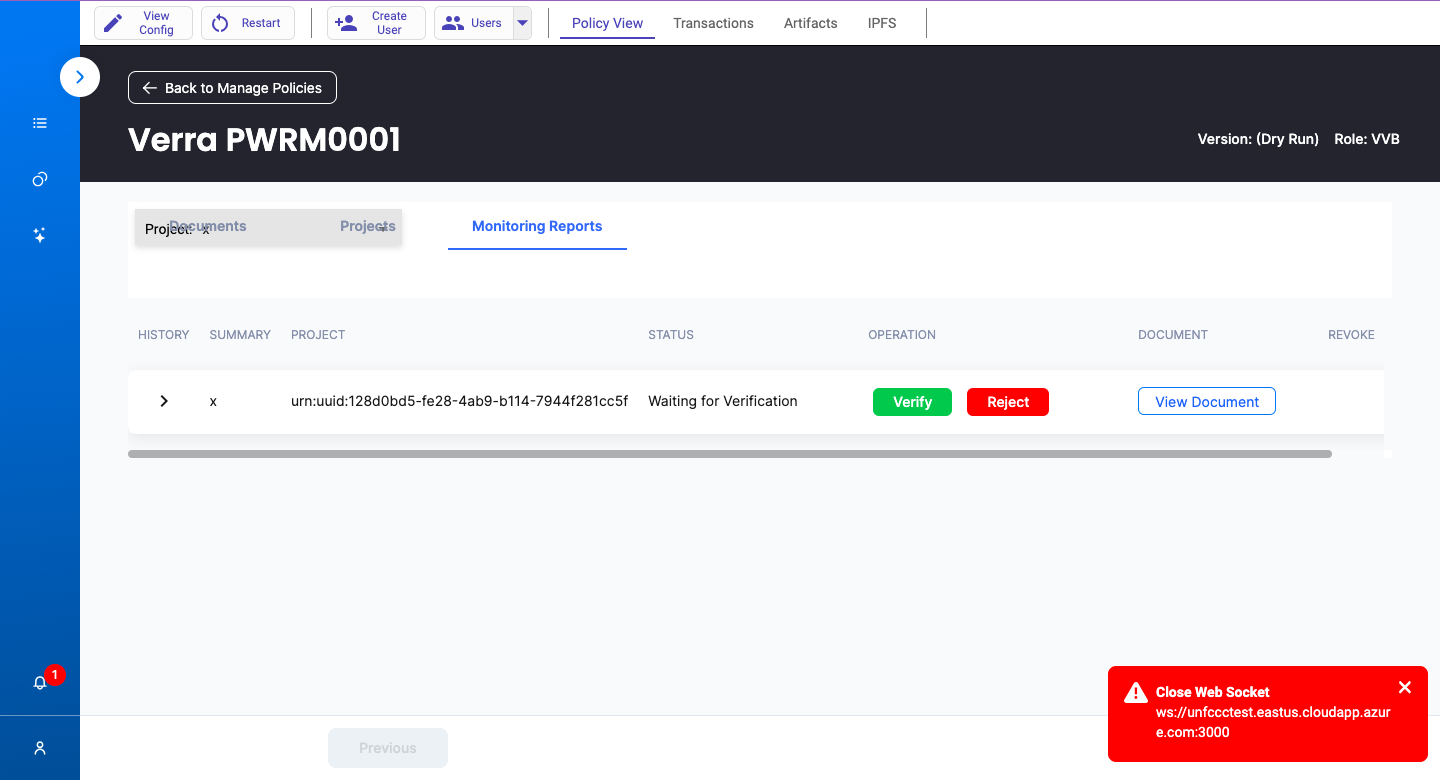 View Config
Restart
Create User
Users
Policy View
Transactions
Artifacts
IPFS
Back to Manage Policies
Verra PWRM0001
Version: (Dry Run) Role: VVB
Project: x
Documents
Projects
Monitoring Reports
HISTORY SUMMARY PROJECT STATUS OPERATION DOCUMENT REVOKE
x urn:uuid:128d0bd5-fe28-4ab9-b114-7944f281cc5f Waiting for Verification Verify Reject View Document
1
Close Web Socket
ws://unfccctest.eastus.cloudapp.azur
e.com:3000
Previous